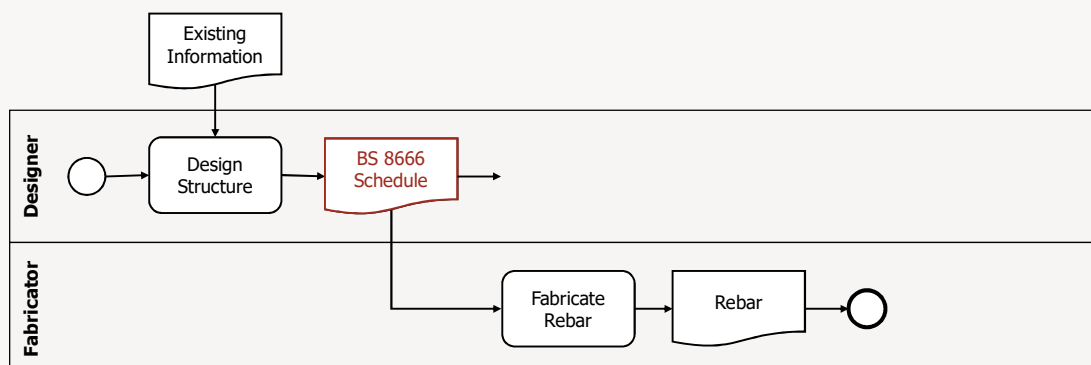 Existing
Information
Designer
Design
Structure
BS 8666
Schedule
Fabricator
Fabricate
Rebar
Rebar